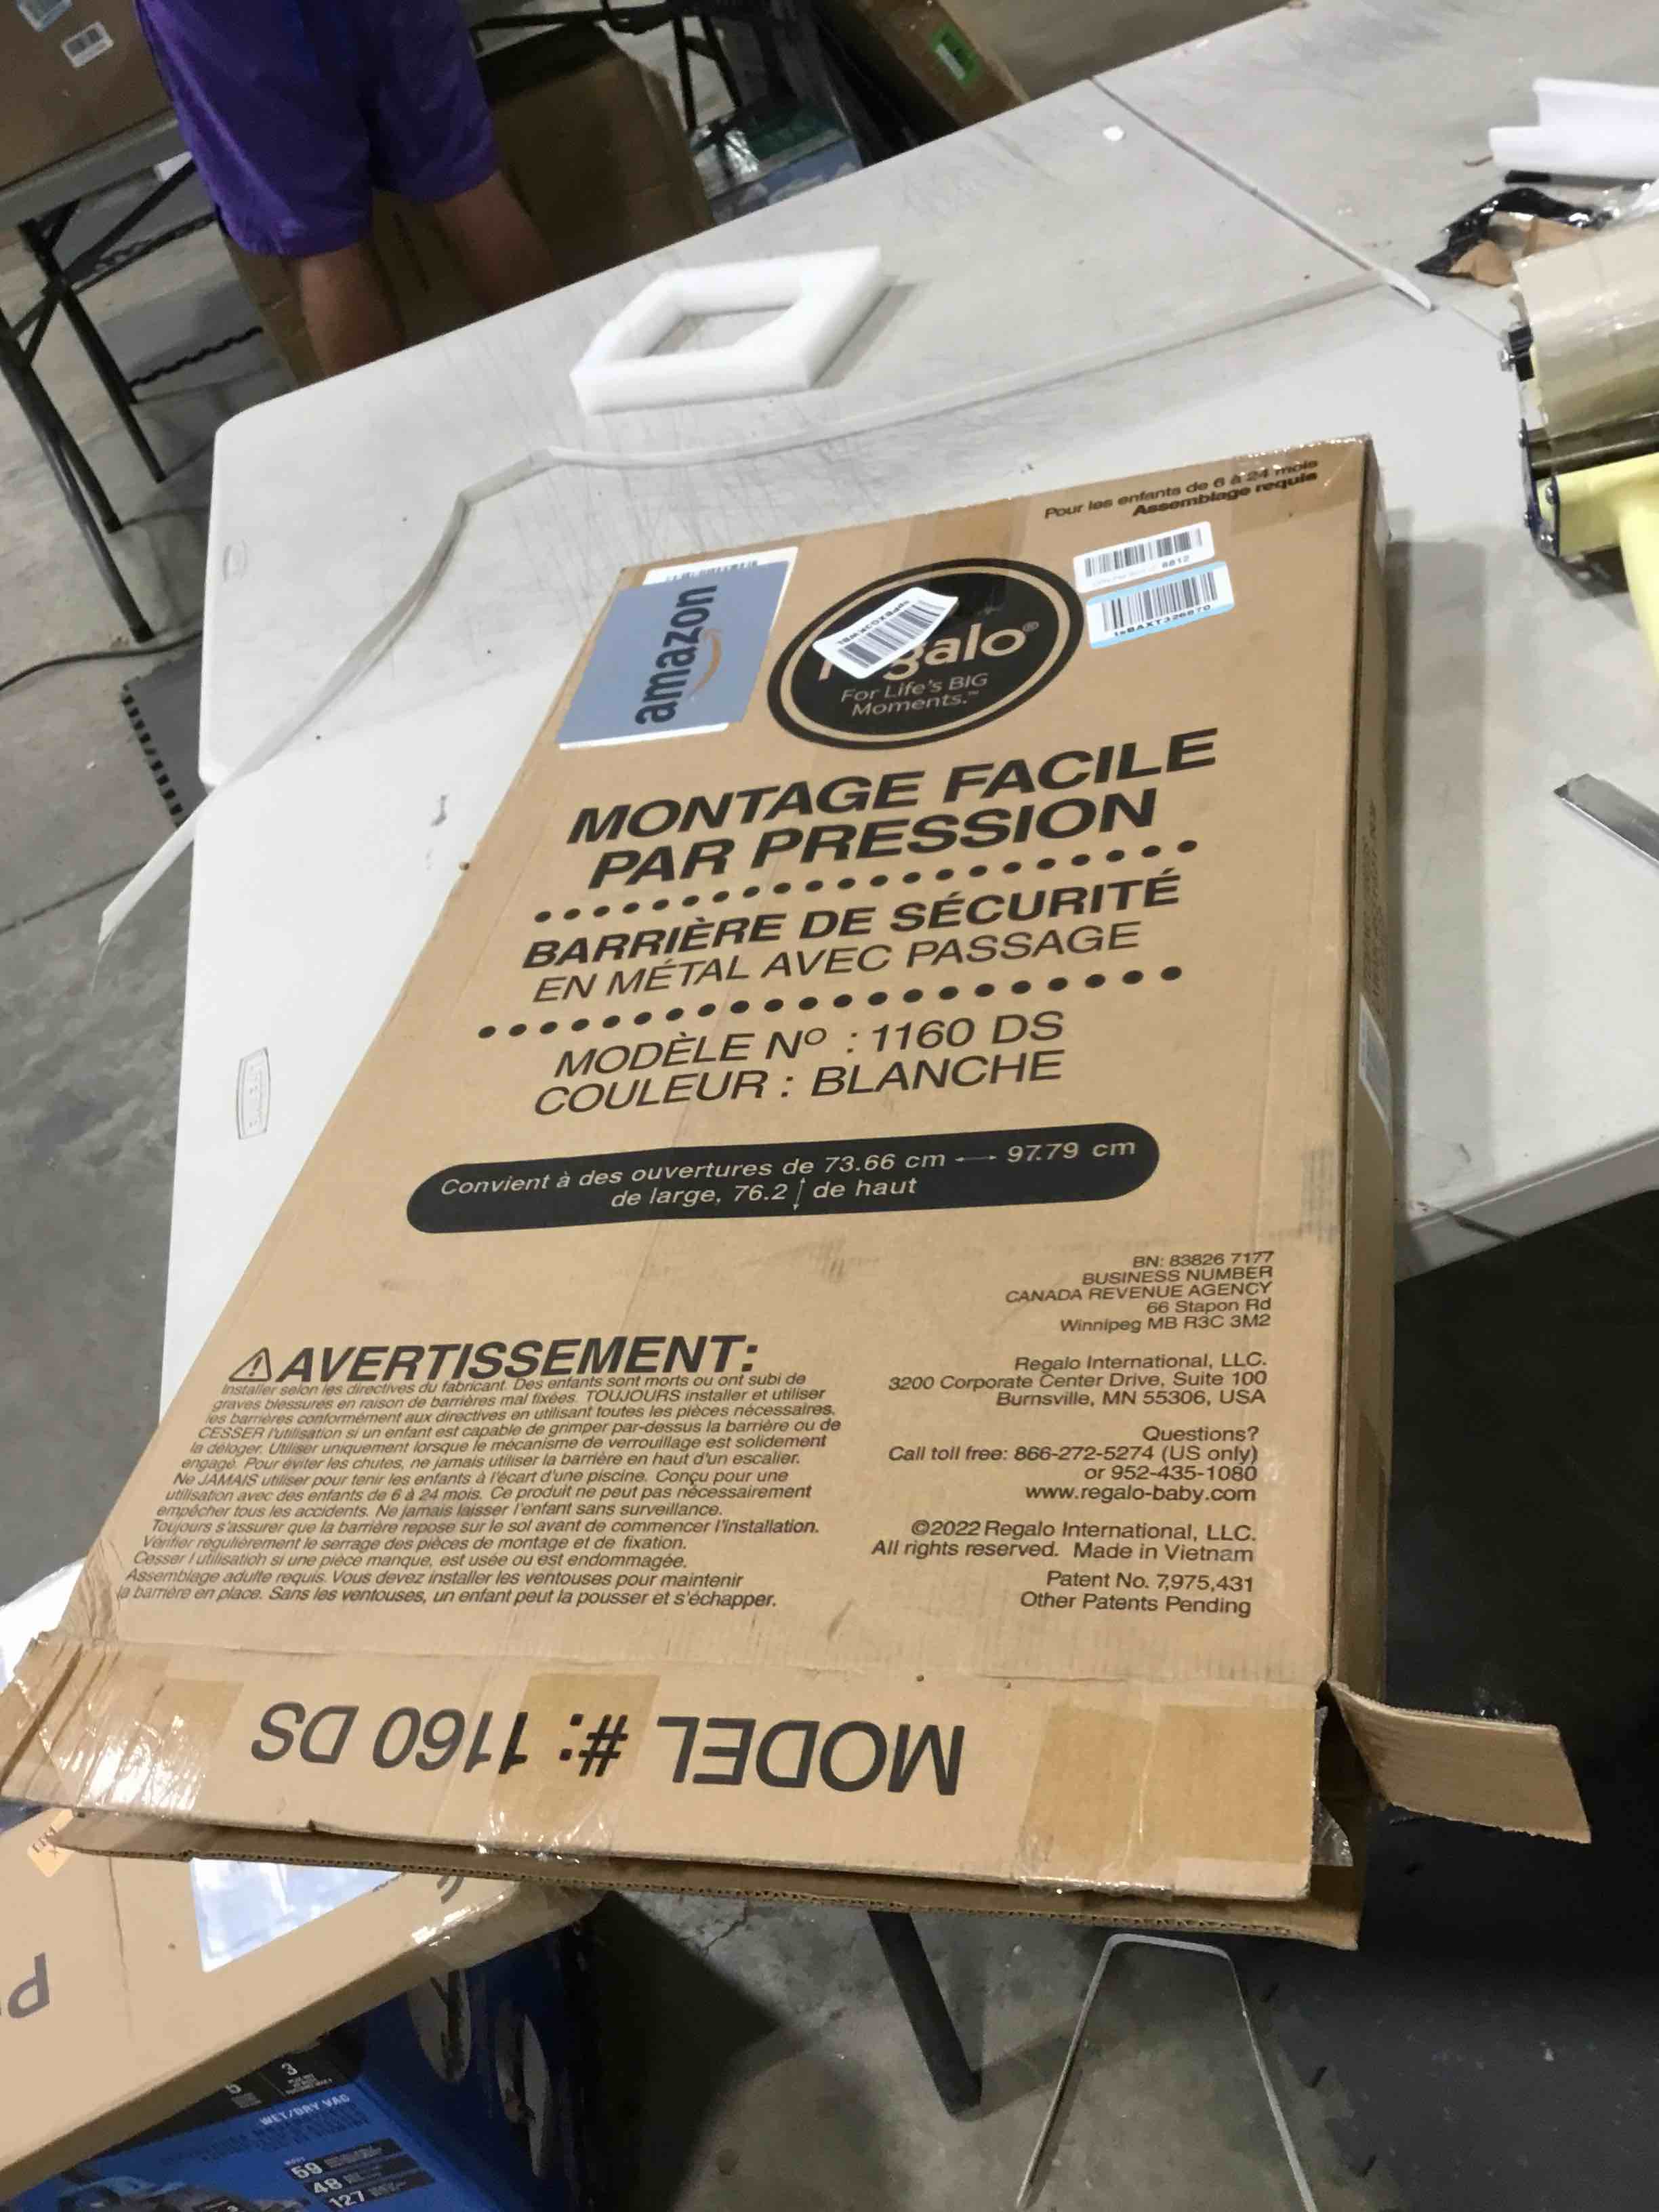 Pour les enfants de 6 à 24 mois
Assemblage requis
amazon
galo®
For Life's BIG
Moments.™
MONTAGE FACILE
PAR PRESSION
BARRIÈRE DE SÉCURITÉ
EN MÉTAL AVEC PASSAGE
MODÈLE Nº : 1160 DS
COULEUR : BLANCHE
Convient à des ouvertures de 73.66 cm ←→ 97.79 cm
de large, 76.2 ↕ de haut
BN: 83826 7177
BUSINESS NUMBER
CANADA REVENUE AGENCY
66 Stapon Rd
Winnipeg MB R3C 3M2
Regalo International, LLC.
3200 Corporate Center Drive, Suite 100
Burnsville, MN 55306, USA
Questions?
Call toll free: 866-272-5274 (US only)
or 952-435-1080
www.regalo-baby.com
©2022 Regalo International, LLC.
All rights reserved. Made in Vietnam
Patent No. 7,975,431
Other Patents Pending
⚠ AVERTISSEMENT:
Installer selon les directives du fabricant. Des enfants sont morts ou ont subi de
graves blessures en raison de barrières mal fixées. TOUJOURS installer et utiliser
les barrières conformément aux directives en utilisant toutes les pièces nécessaires.
CESSER l'utilisation si un enfant est capable de grimper par-dessus la barrière ou de
la déloger. Utiliser uniquement lorsque le mécanisme de verrouillage est solidement
engagé. Pour éviter les chutes, ne jamais utiliser la barrière en haut d'un escalier.
Ne JAMAIS utiliser pour tenir les enfants à l'écart d'une piscine. Conçu pour une
utilisation avec des enfants de 6 à 24 mois. Ce produit ne peut pas nécessairement
empêcher tous les accidents. Ne jamais laisser l'enfant sans surveillance.
Toujours s'assurer que la barrière repose sur le sol avant de commencer l'installation.
Vérifier régulièrement le serrage des pièces de montage et de fixation.
Cesser l'utilisation si une pièce manque, est usée ou est endommagée.
Assemblage adulte requis. Vous devez installer les ventouses pour maintenir
la barrière en place. Sans les ventouses, un enfant peut la pousser et s'échapper.
MODEL #: 1160 DS
WET/DRY VAC
5
3
59
48
127